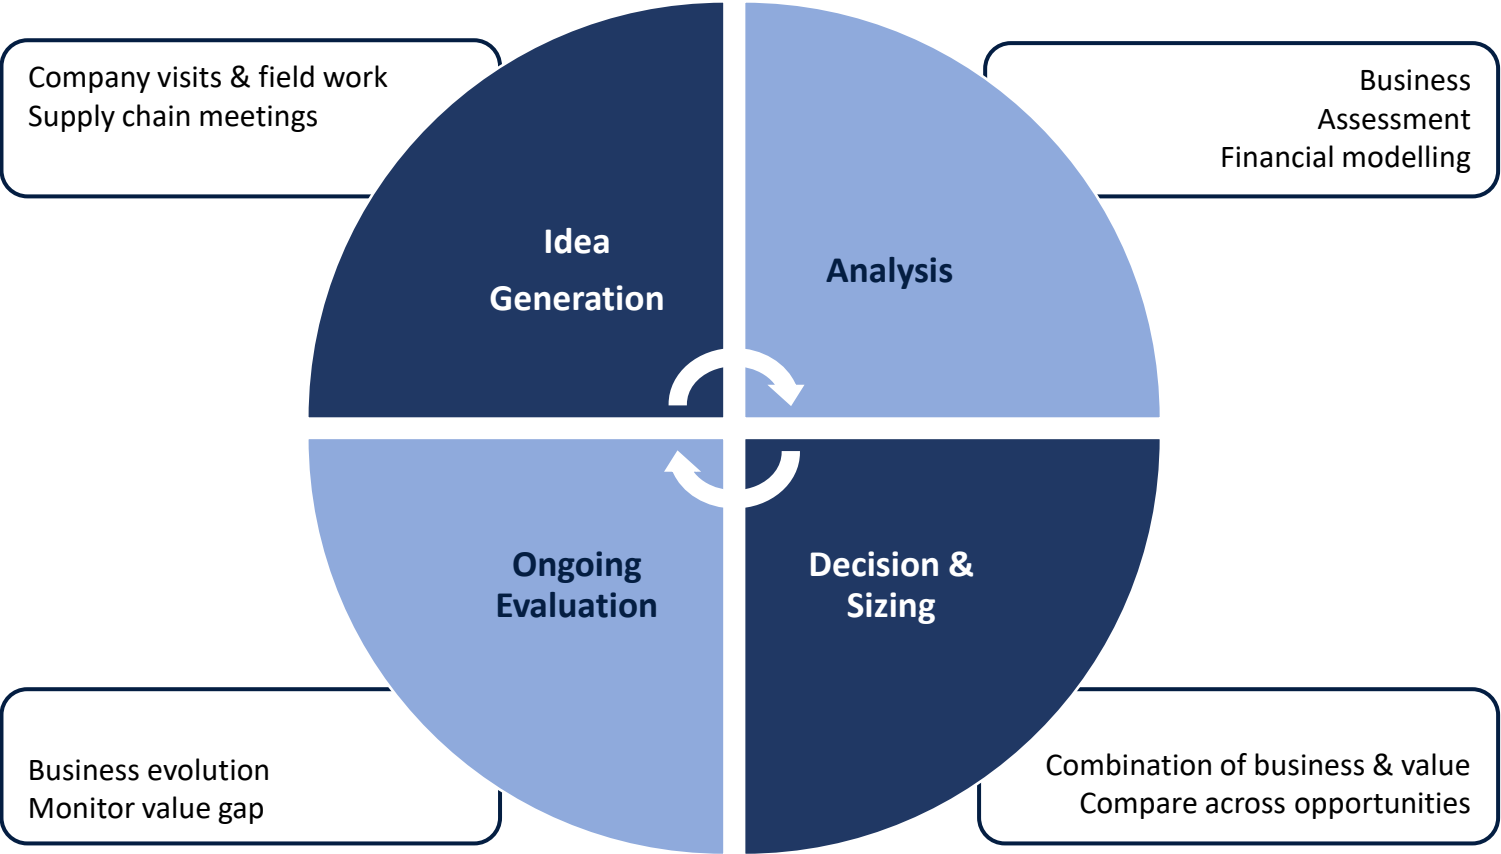 Company visits & field work
Supply chain meetings
Business
Assessment
Financial modelling
Idea
Generation
Analysis
Ongoing
Evaluation
Decision &
Sizing
Business evolution
Monitor value gap
Combination of business & value
Compare across opportunities